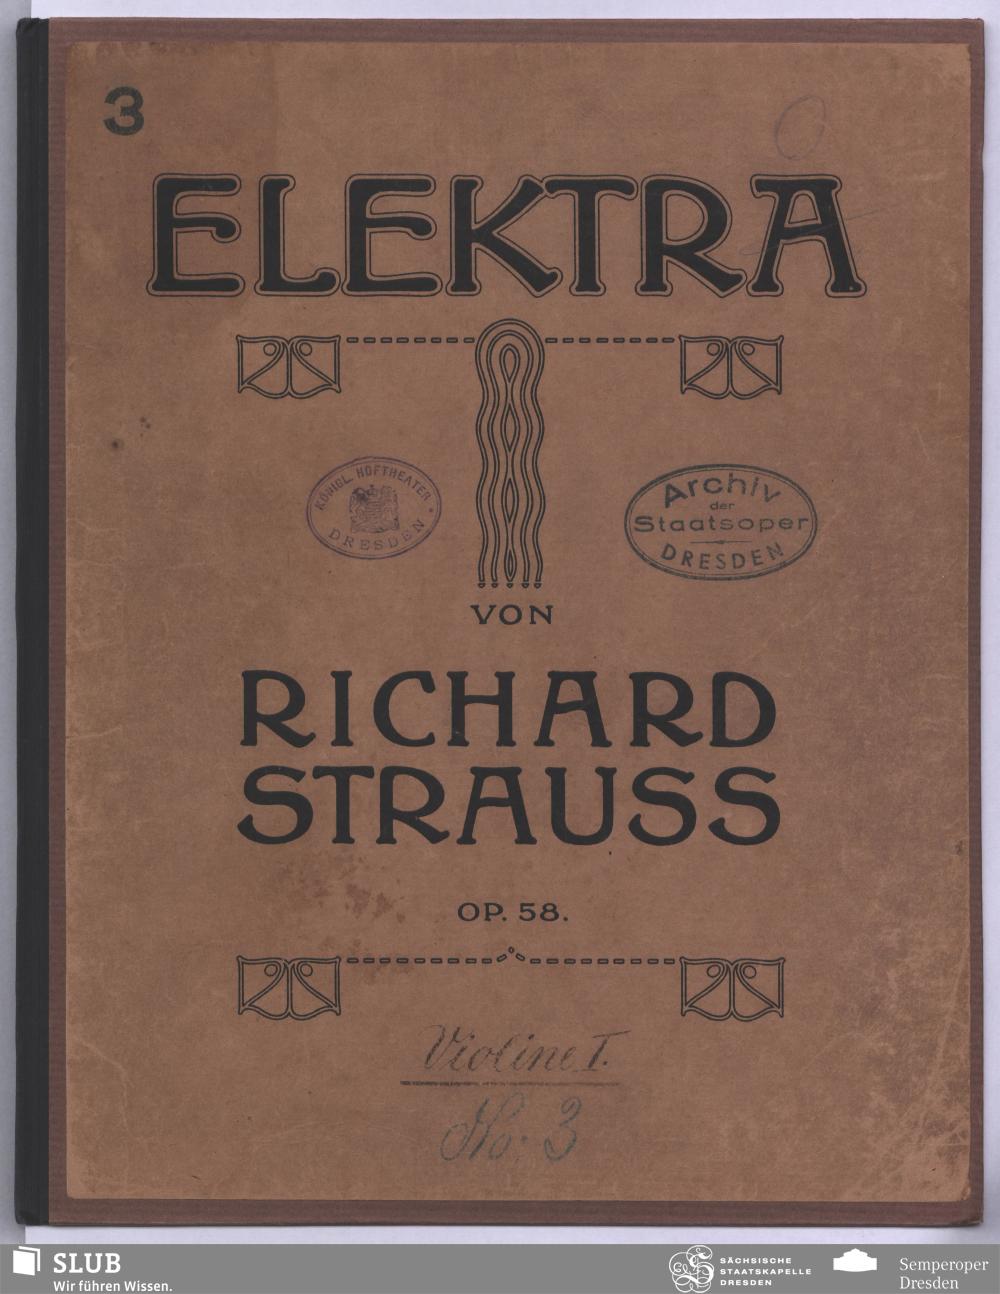 3
ELEKTRA
KÖNIGL. HOFTHEATER
DRESDEN
Archiv
der
Staatsoper
DRESDEN
VON
RICHARD
STRAUSS
OP. 58.
Violine I.
No: 3
SLUB
Wir führen Wissen.
SÄCHSISCHE
STAATSKAPELLE
DRESDEN
Semperoper
Dresden